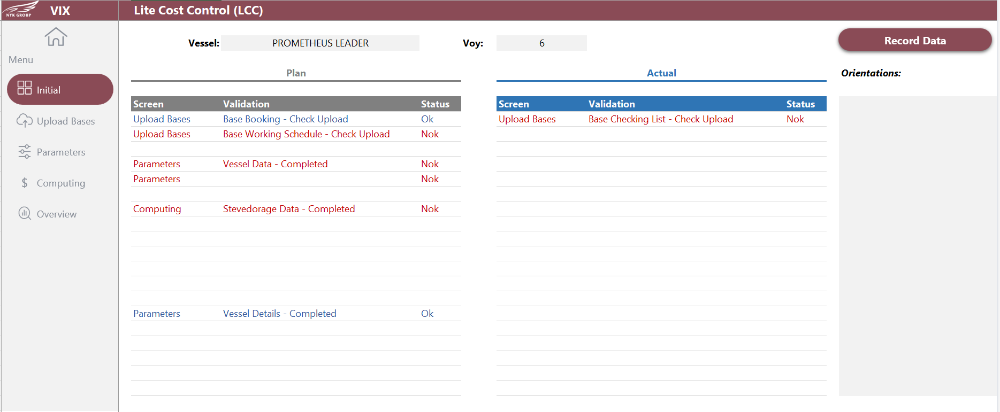 NYK GROUP
VIX
Lite Cost Control (LCC)
Menu
Initial
Upload Bases
Parameters
$ Computing
Overview
Vessel: PROMETHEUS LEADER Voy: 6
Record Data
Plan
Screen Validation Status
Upload Bases Base Booking - Check Upload Ok
Upload Bases Base Working Schedule - Check Upload Nok
Parameters Vessel Data - Completed Nok
Parameters Nok
Computing Stevedorage Data - Completed Nok
Parameters Vessel Details - Completed Ok
Actual
Screen Validation Status
Upload Bases Base Checking List - Check Upload Nok
Orientations: